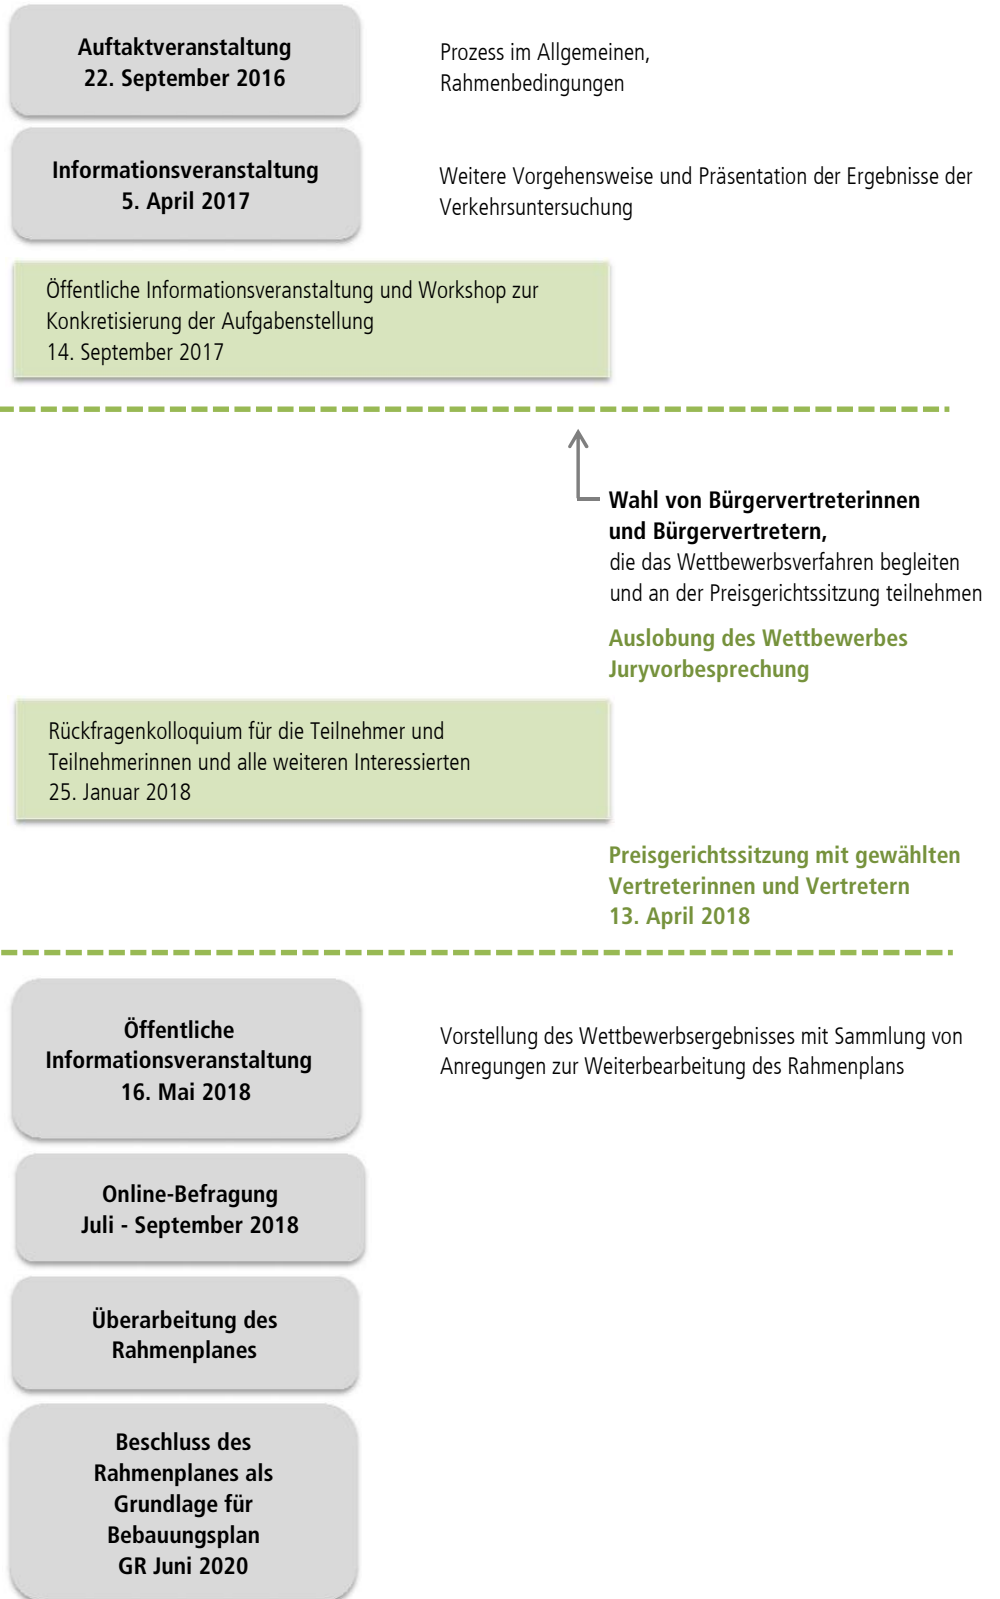 Auftaktveranstaltung
22. September 2016
Prozess im Allgemeinen,
Rahmenbedingungen
Informationsveranstaltung
5. April 2017
Weitere Vorgehensweise und Präsentation der Ergebnisse der
Verkehrsuntersuchung
Öffentliche Informationsveranstaltung und Workshop zur
Konkretisierung der Aufgabenstellung
14. September 2017
Wahl von Bürgervertreterinnen
und Bürgervertretern,
die das Wettbewerbsverfahren begleiten
und an der Preisgerichtssitzung teilnehmen
Auslobung des Wettbewerbes
Juryvorbesprechung
Rückfragenkolloquium für die Teilnehmer und
Teilnehmerinnen und alle weiteren Interessierten
25. Januar 2018
Preisgerichtssitzung mit gewählten
Vertreterinnen und Vertretern
13. April 2018
Öffentliche
Informationsveranstaltung
16. Mai 2018
Vorstellung des Wettbewerbsergebnisses mit Sammlung von
Anregungen zur Weiterbearbeitung des Rahmenplans
Online-Befragung
Juli - September 2018
Überarbeitung des
Rahmenplanes
Beschluss des
Rahmenplanes als
Grundlage für
Bebauungsplan
GR Juni 2020